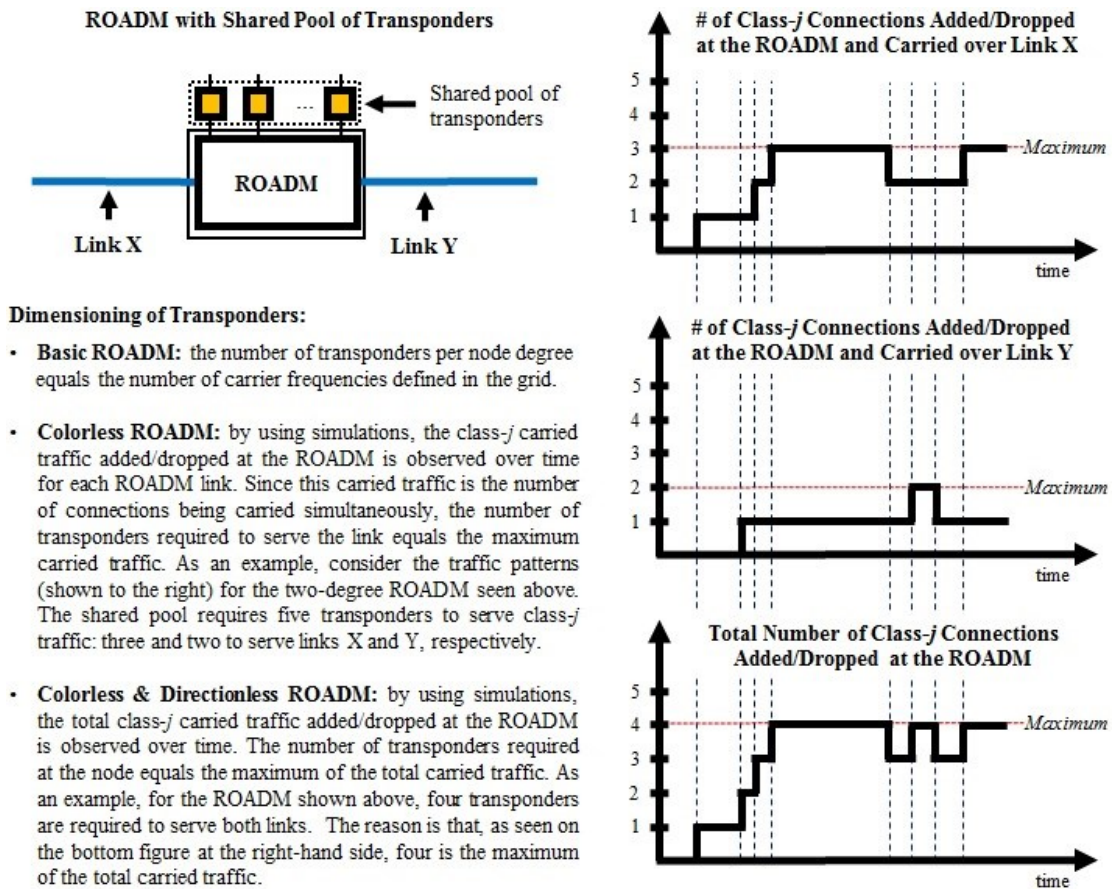 ROADM with Shared Pool of Transponders
...
Shared pool of
transponders
ROADM
Link X
Link Y
Dimensioning of Transponders:
• Basic ROADM: the number of transponders per node degree
equals the number of carrier frequencies defined in the grid.
• Colorless ROADM: by using simulations, the class-j carried
traffic added/dropped at the ROADM is observed over time
for each ROADM link. Since this carried traffic is the number
of connections being carried simultaneously, the number of
transponders required to serve the link equals the maximum
carried traffic. As an example, consider the traffic patterns
(shown to the right) for the two-degree ROADM seen above.
The shared pool requires five transponders to serve class-j
traffic: three and two to serve links X and Y, respectively.
• Colorless & Directionless ROADM: by using simulations,
the total class-j carried traffic added/dropped at the ROADM
is observed over time. The number of transponders required
at the node equals the maximum of the total carried traffic. As
an example, for the ROADM shown above, four transponders
are required to serve both links. The reason is that, as seen on
the bottom figure at the right-hand side, four is the maximum
of the total carried traffic.
# of Class-j Connections Added/Dropped
at the ROADM and Carried over Link X
5
4
3
Maximum
2
1
time
# of Class-j Connections Added/Dropped
at the ROADM and Carried over Link Y
5
4
3
2
Maximum
1
time
Total Number of Class-j Connections
Added/Dropped at the ROADM
5
4
Maximum
3
2
1
time